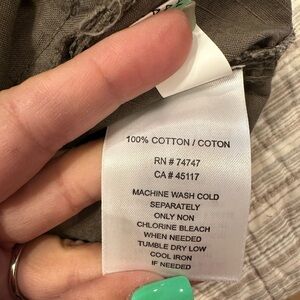 100% COTTON / COTON
RN # 74747
CA # 45117
MACHINE WASH COLD
SEPARATELY
ONLY NON
CHLORINE BLEACH
WHEN NEEDED
TUMBLE DRY LOW
COOL IRON
IF NEEDED